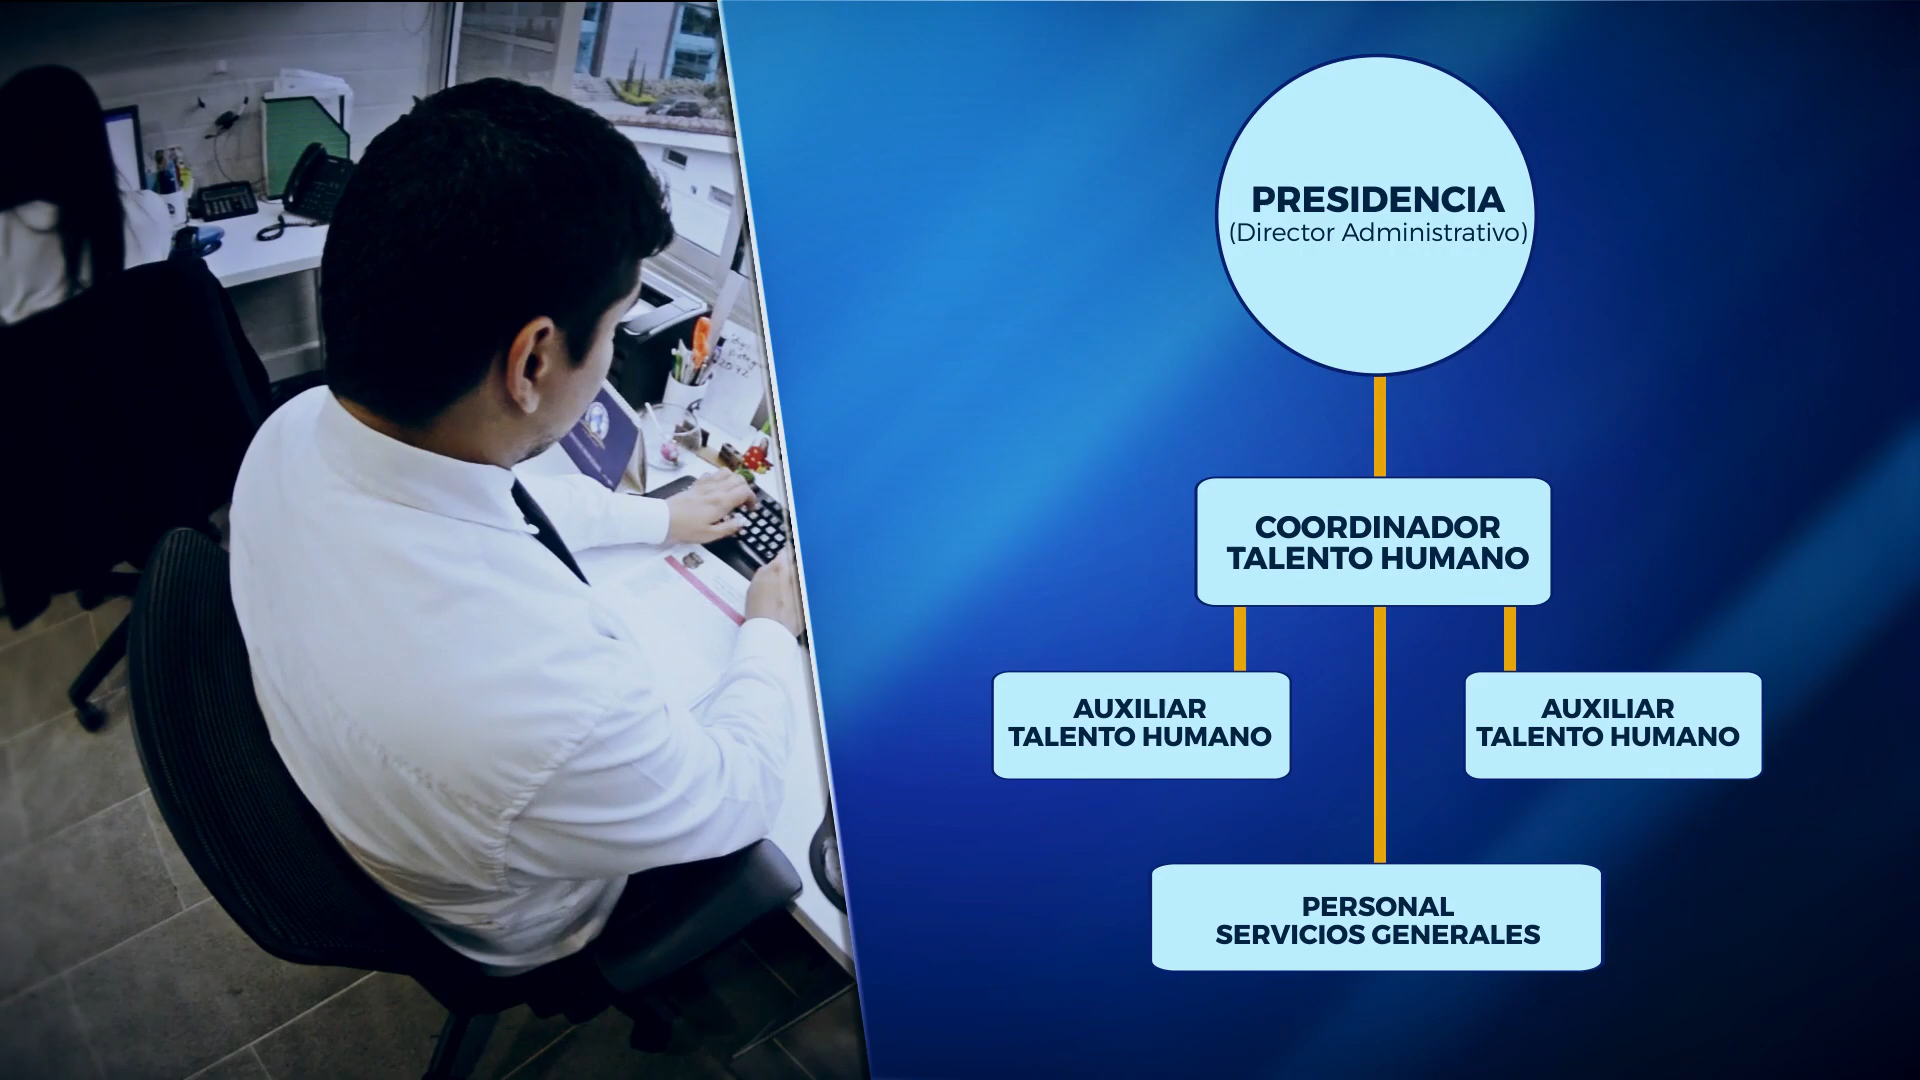 PRESIDENCIA
(Director Administrativo)
COORDINADOR
TALENTO HUMANO
AUXILIAR
TALENTO HUMANO
AUXILIAR
TALENTO HUMANO
PERSONAL
SERVICIOS GENERALES